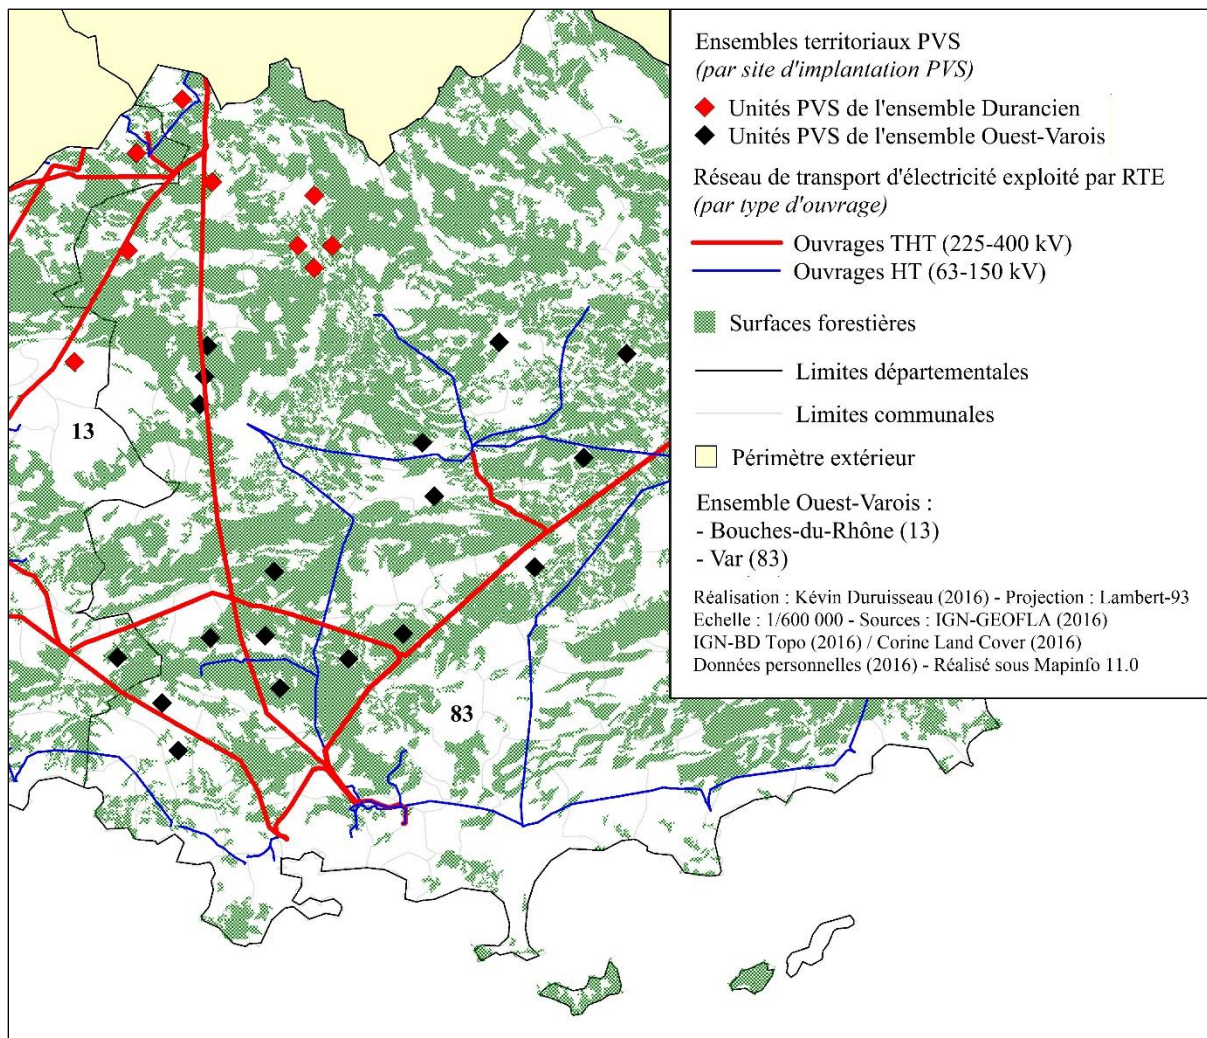 Ensembles territoriaux PVS
(par site d'implantation PVS)
Unités PVS de l'ensemble Durancien
Unités PVS de l'ensemble Ouest-Varois
Réseau de transport d'électricité exploité par RTE
(par type d'ouvrage)
Ouvrages THT (225-400 kV)
Ouvrages HT (63-150 kV)
Surfaces forestières
Limites départementales
Limites communales
Périmètre extérieur
Ensemble Ouest-Varois :
- Bouches-du-Rhône (13)
- Var (83)
Réalisation : Kévin Duruisseau (2016) - Projection : Lambert-93
Echelle : 1/600 000 - Sources : IGN-GEOFLA (2016)
IGN-BD Topo (2016) / Corine Land Cover (2016)
Données personnelles (2016) - Réalisé sous Mapinfo 11.0
13
83